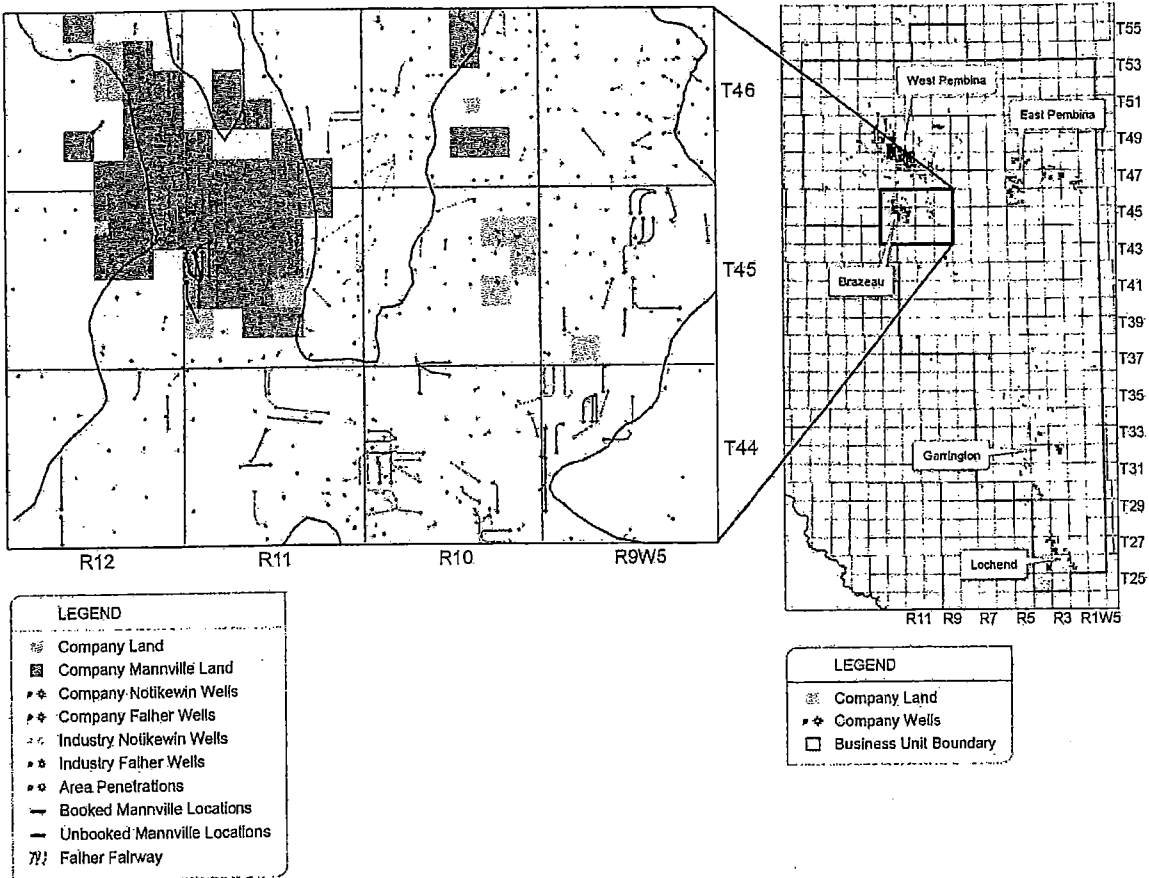 T46
T45
T44
R12
R11
R10
R9W5
LEGEND
Company Land
Company Mannville Land
Company Notikewin Wells
Company Falher Wells
Industry Notikewin Wells
Industry Falher Wells
Area Penetrations
Booked Mannville Locations
Unbooked Mannville Locations
Falher Fairway
T55
T53
West Pembina
T51
East Pembina
T49
T47
T45
T43
Brazeau
T41
T39
T37
T35
T33
Garrington
T31
T29
T27
Lochend
T25
R11
R9
R7
R5
R3
R1W5
LEGEND
Company Land
Company Wells
Business Unit Boundary